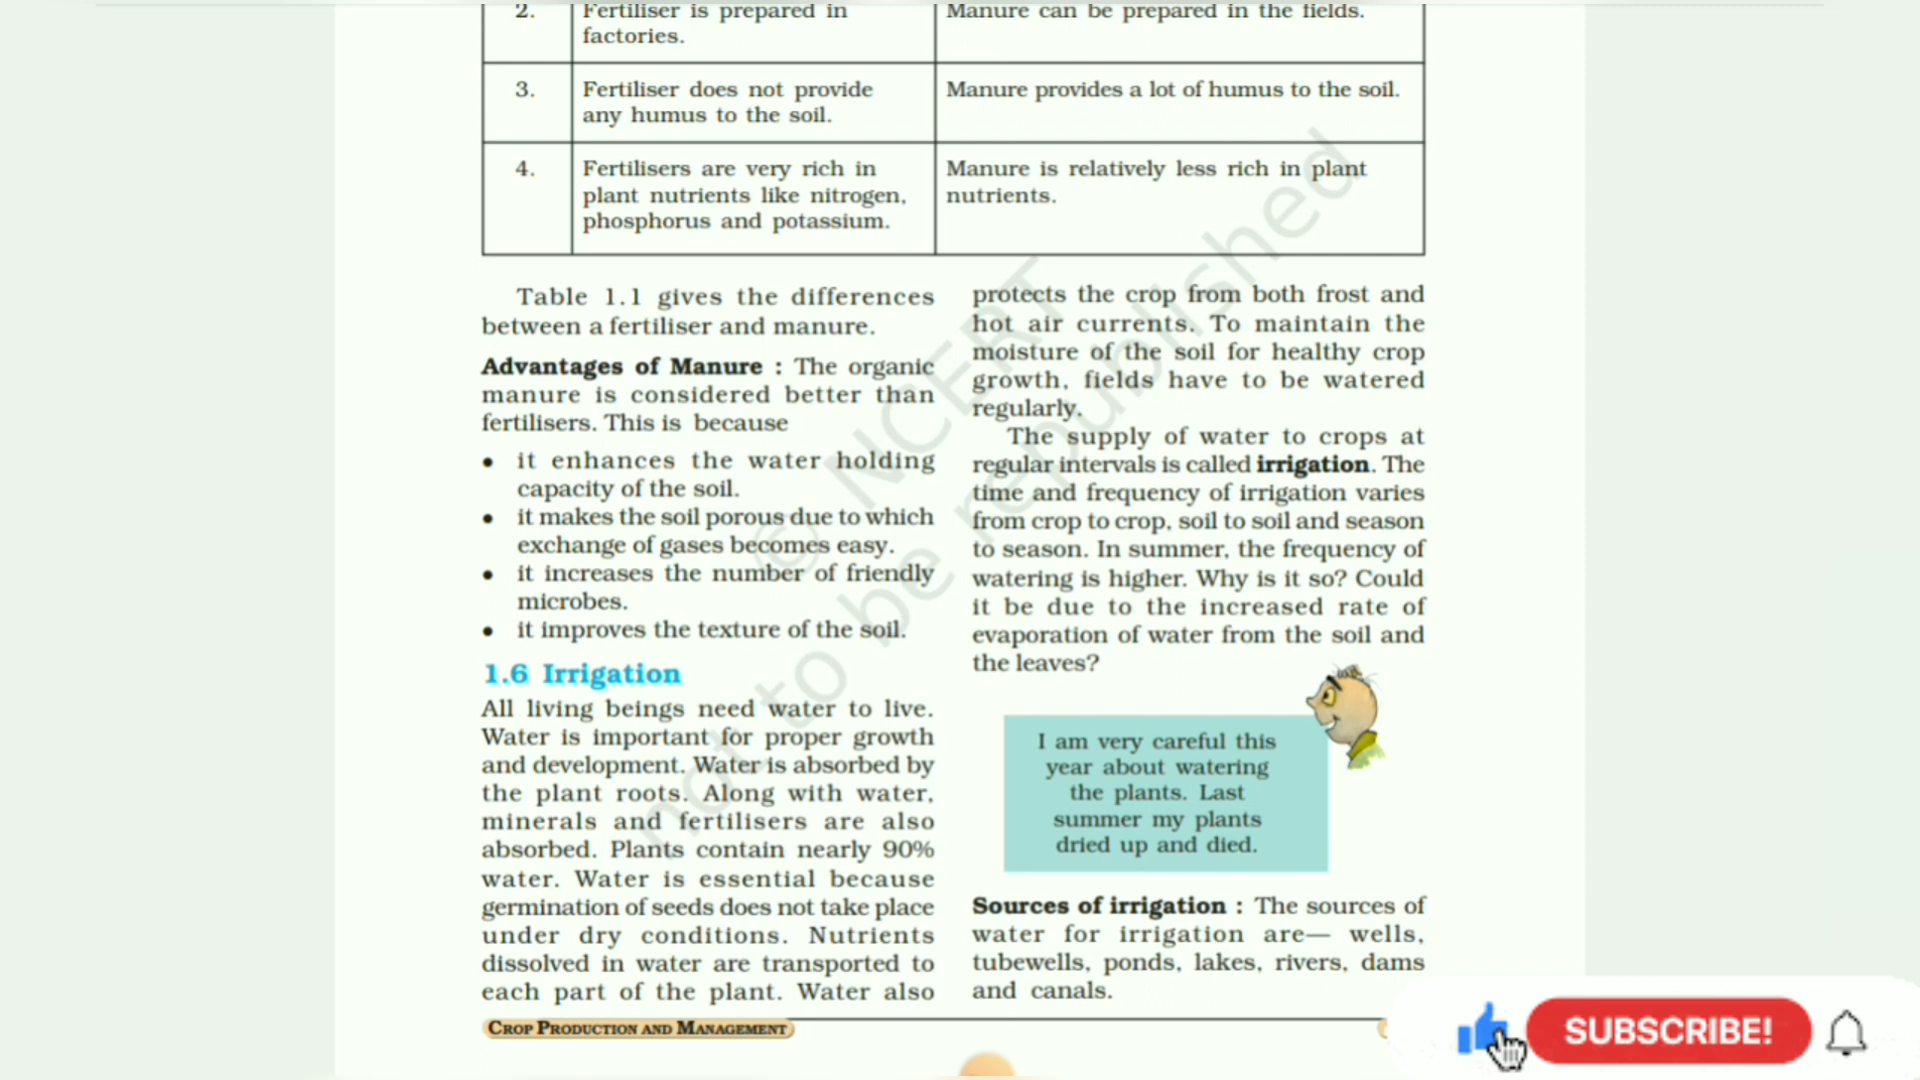 2.
Fertiliser is prepared in
factories.
Manure can be prepared in the fields.
3.
Fertiliser does not provide
any humus to the soil.
Manure provides a lot of humus to the soil.
4.
Fertilisers are very rich in
plant nutrients like nitrogen,
phosphorus and potassium.
Manure is relatively less rich in plant
nutrients.
Table 1.1 gives the differences
between a fertiliser and manure.
Advantages of Manure : The organic
manure is considered better than
fertilisers. This is because
• it enhances the water holding
capacity of the soil.
• it makes the soil porous due to which
exchange of gases becomes easy.
• it increases the number of friendly
microbes.
• it improves the texture of the soil.
1.6 Irrigation
All living beings need water to live.
Water is important for proper growth
and development. Water is absorbed by
the plant roots. Along with water,
minerals and fertilisers are also
absorbed. Plants contain nearly 90%
water. Water is essential because
germination of seeds does not take place
under dry conditions. Nutrients
dissolved in water are transported to
each part of the plant. Water also
protects the crop from both frost and
hot air currents. To maintain the
moisture of the soil for healthy crop
growth, fields have to be watered
regularly.
The supply of water to crops at
regular intervals is called irrigation. The
time and frequency of irrigation varies
from crop to crop, soil to soil and season
to season. In summer, the frequency of
watering is higher. Why is it so? Could
it be due to the increased rate of
evaporation of water from the soil and
the leaves?
I am very careful this
year about watering
the plants. Last
summer my plants
dried up and died.
Sources of irrigation : The sources of
water for irrigation are— wells,
tubewells, ponds, lakes, rivers, dams
and canals.
CROP PRODUCTION AND MANAGEMENT
© NCERT
not to be republished
SUBSCRIBE!